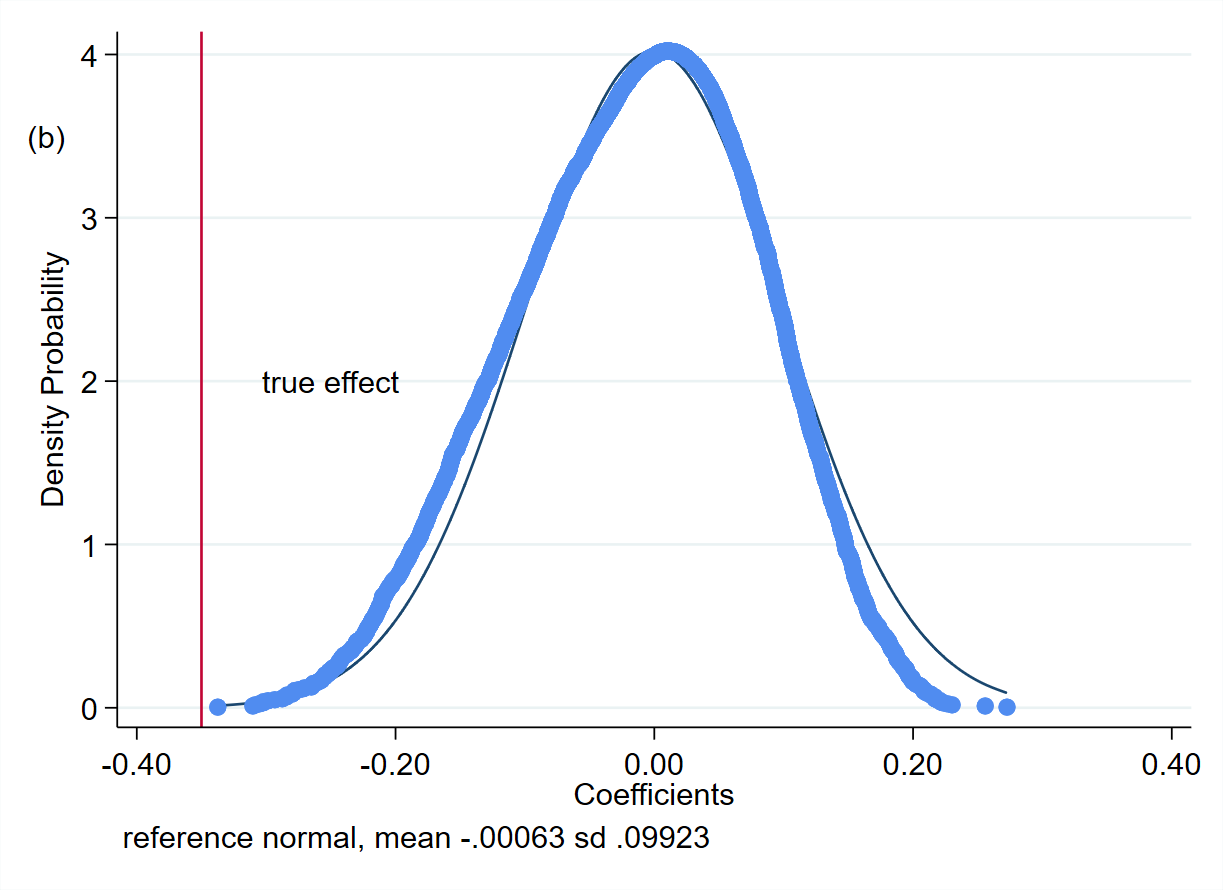 (b)
Density Probability
4
3
2
1
0
true effect
-0.40 -0.20 0.00 0.20 0.40
Coefficients
reference normal, mean -.00063 sd .09923